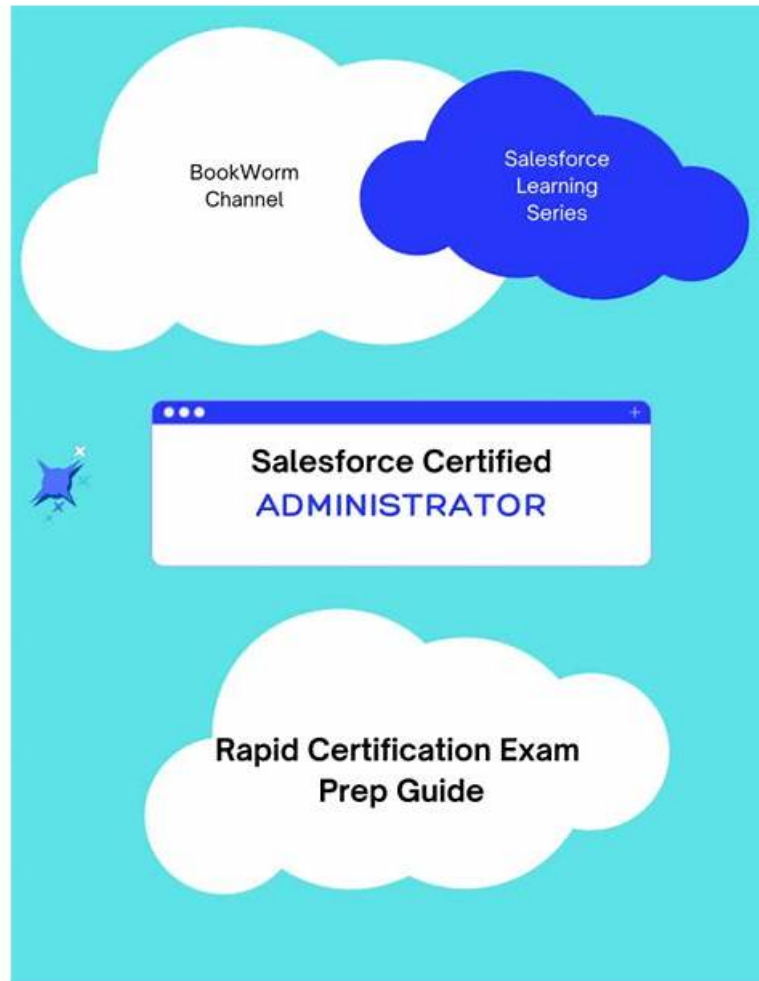 BookWorm
Channel
Salesforce
Learning
Series
Salesforce Certified
ADMINISTRATOR
Rapid Certification Exam
Prep Guide